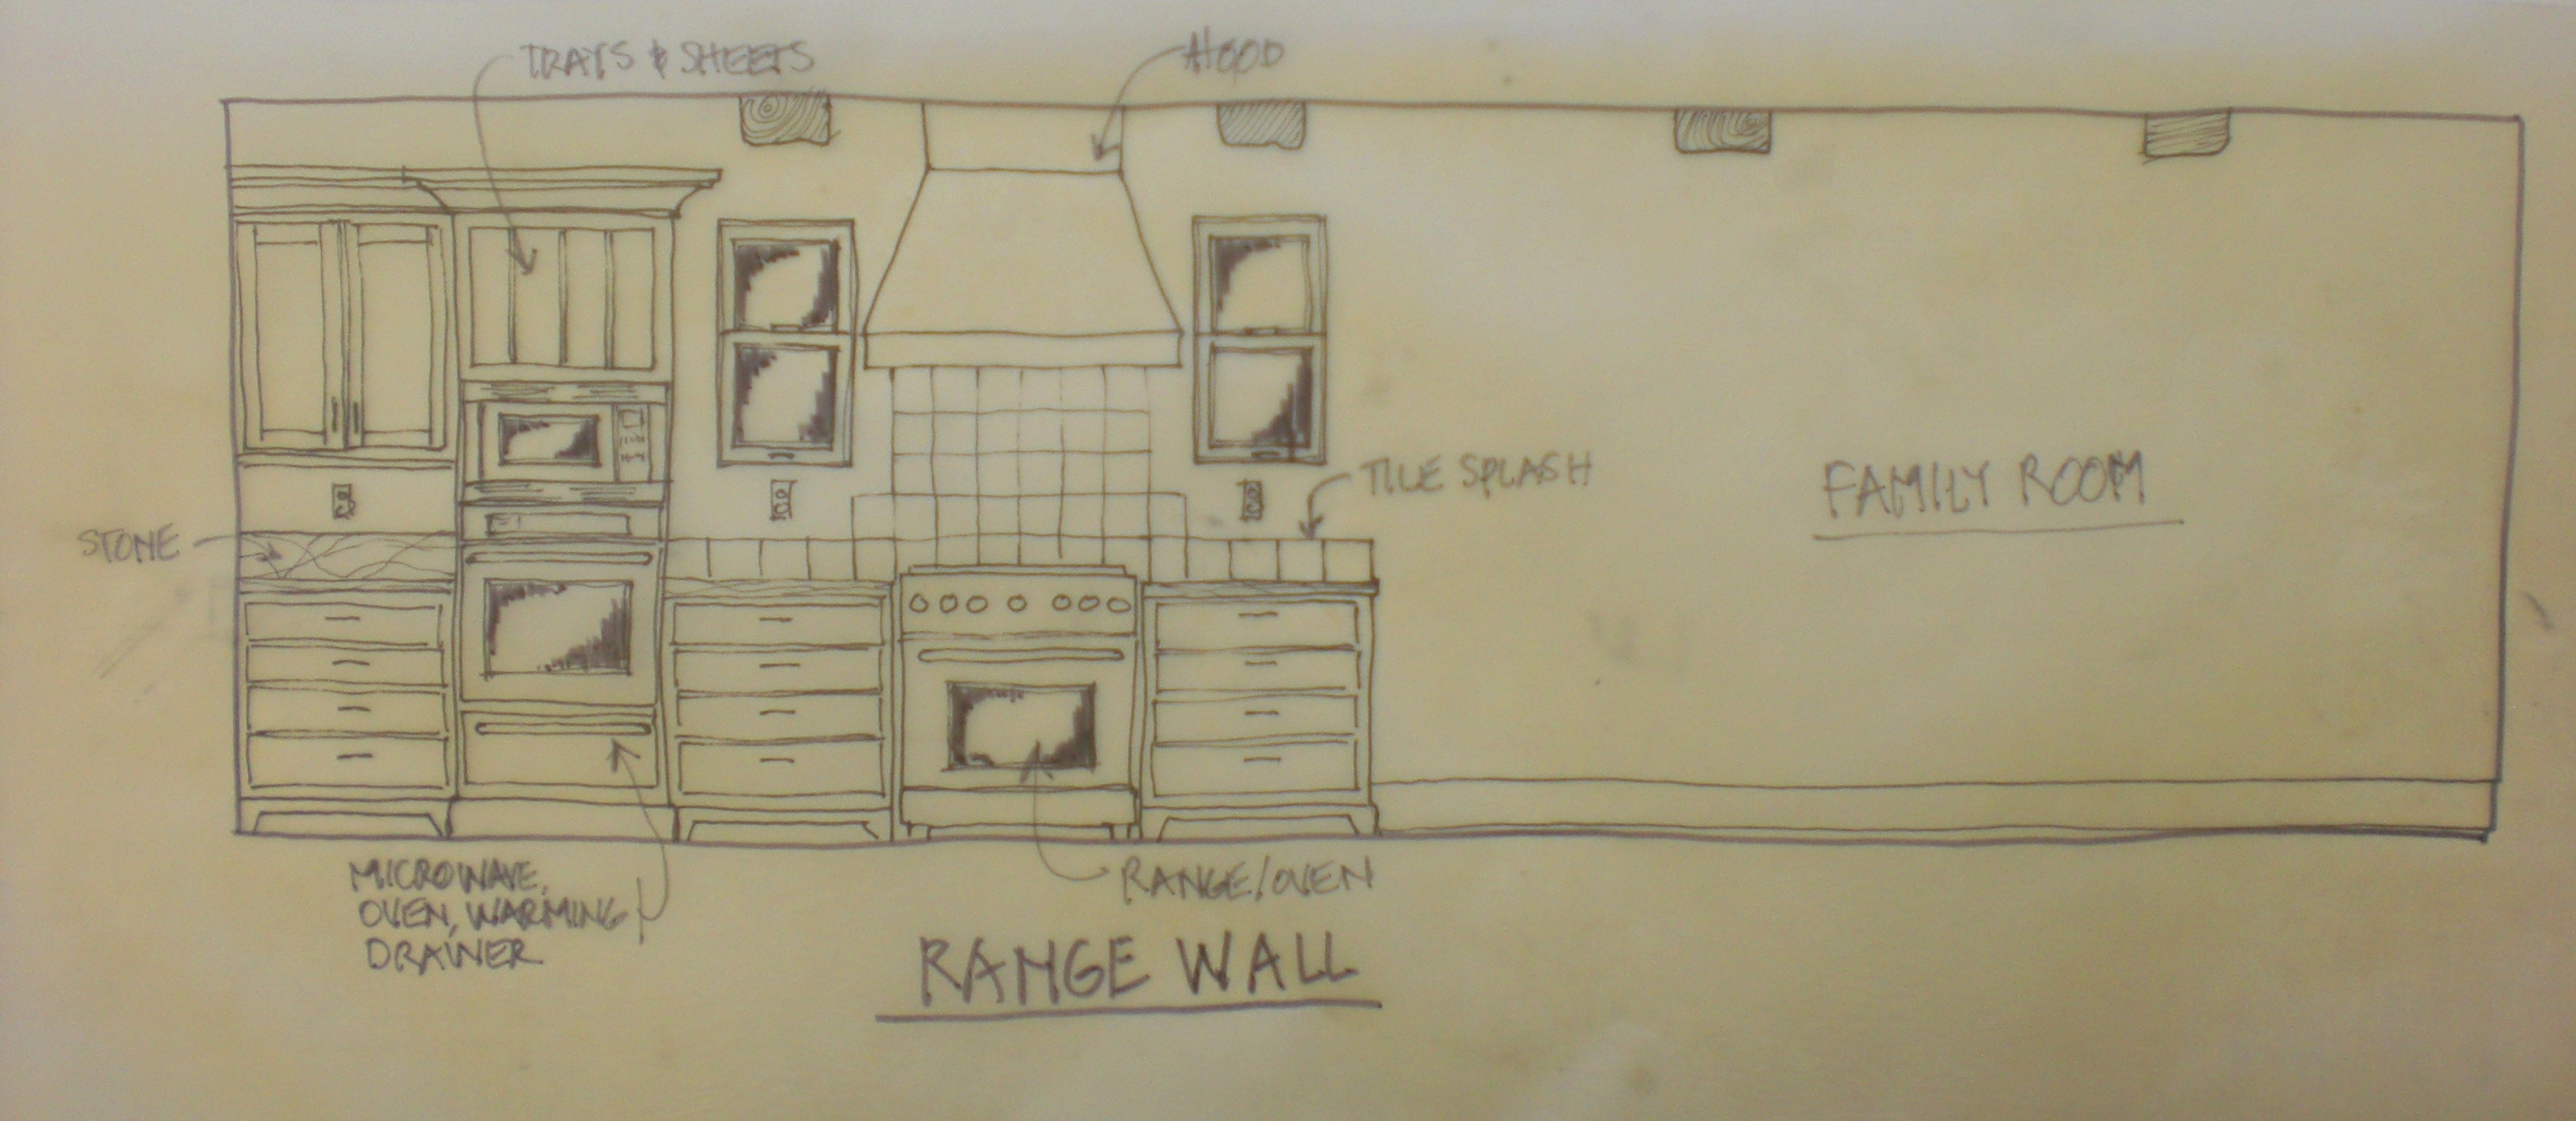 TRAYS & SHEETS
HOOD
TILE SPLASH
FAMILY ROOM
STONE
MICROWAVE,
OVEN, WARMING
DRAWER
RANGE/OVEN
RANGE WALL